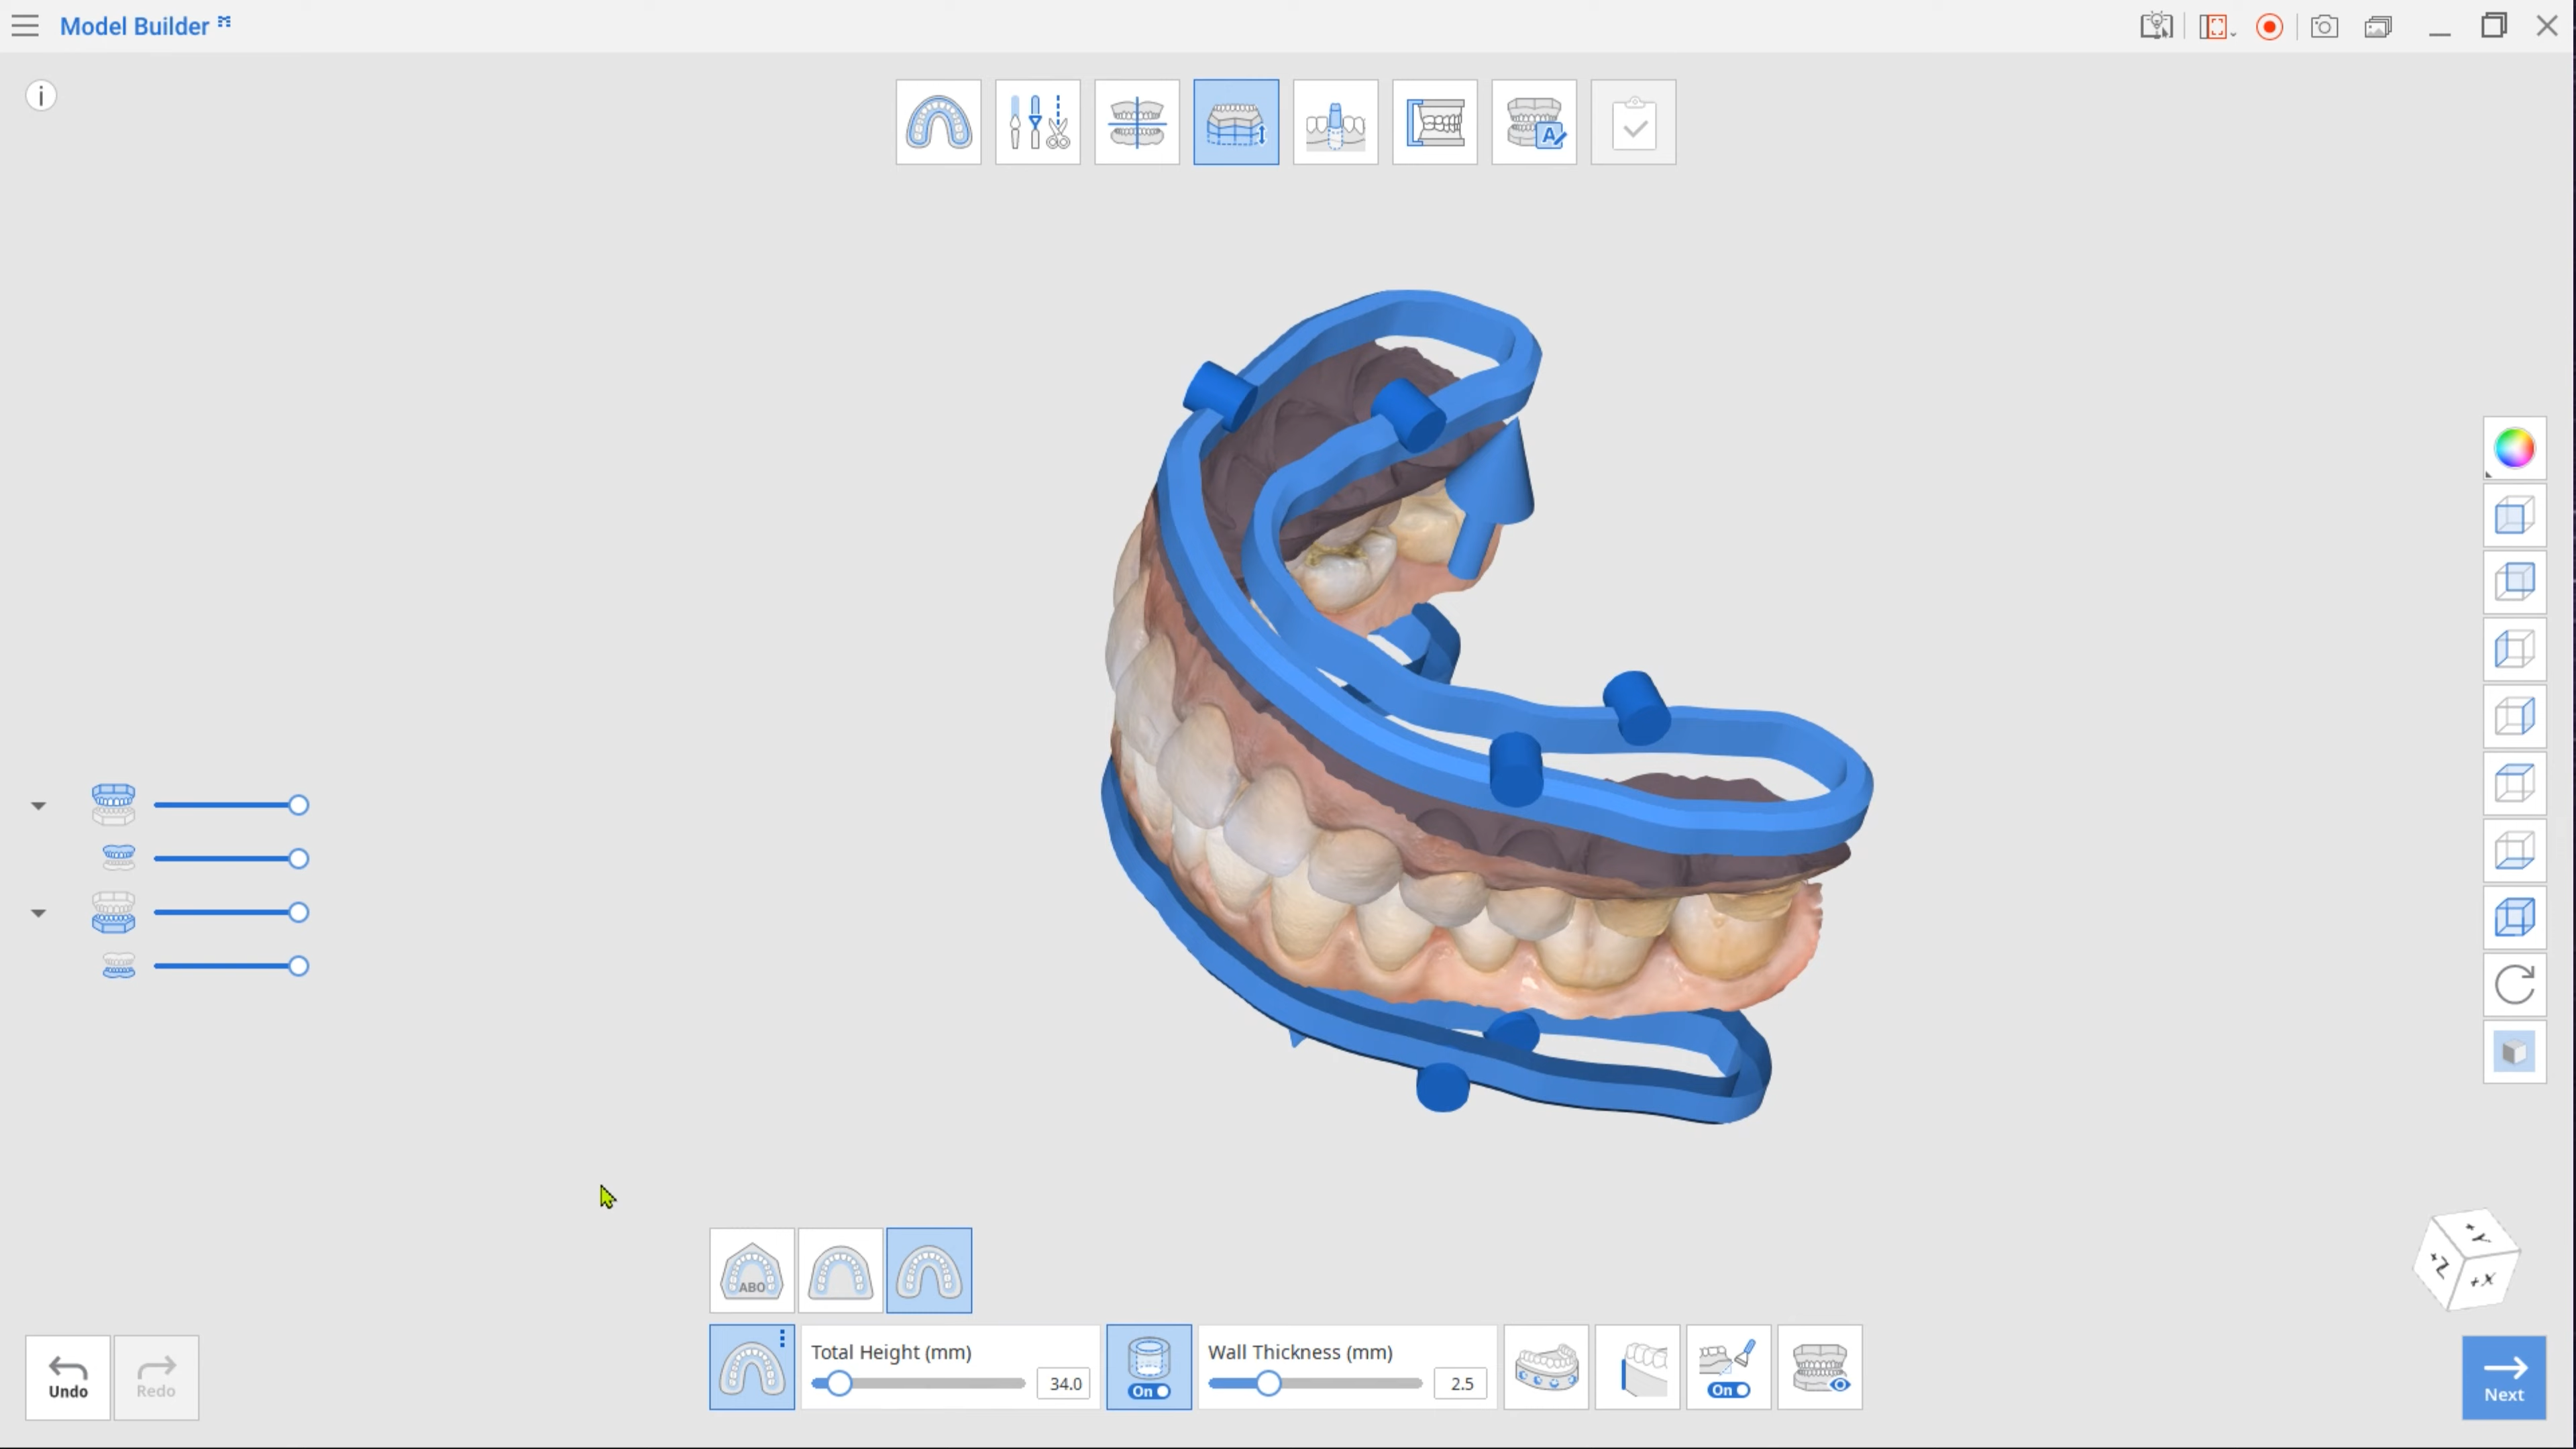 Model Builder
i
A
ABO
Total Height (mm)
34.0
On
Wall Thickness (mm)
2.5
On
Undo
Redo
Next
+Y
+Z
+X